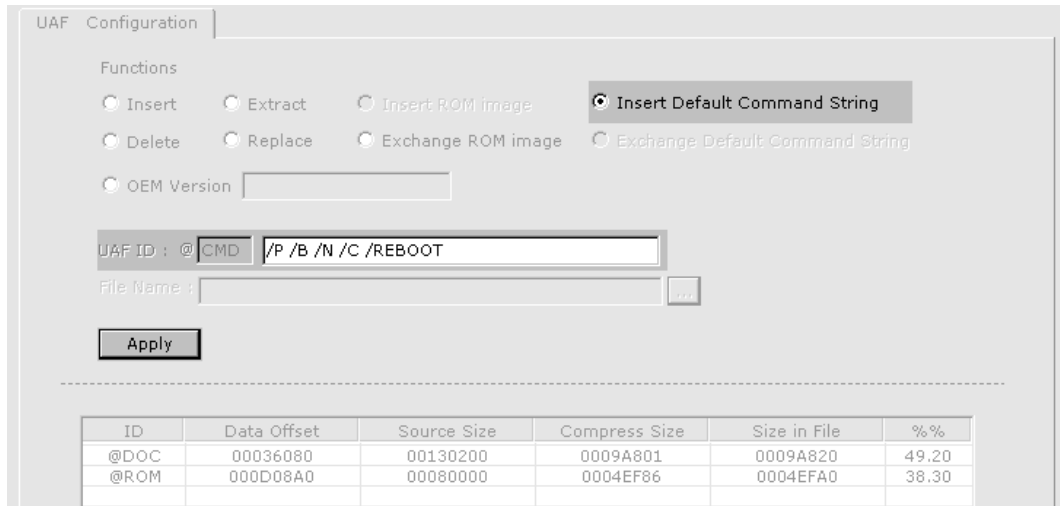 UAF Configuration
Functions
Insert Extract Insert ROM image Insert Default Command String
Delete Replace Exchange ROM image Exchange Default Command String
OEM Version
UAF ID : @ CMD /P /B /N /C /REBOOT
File Name : ...
Apply
ID Data Offset Source Size Compress Size Size in File %%
@DOC 00036080 00130200 0009A801 0009A820 49.20
@ROM 000D08A0 00080000 0004EF86 0004EFA0 38.30